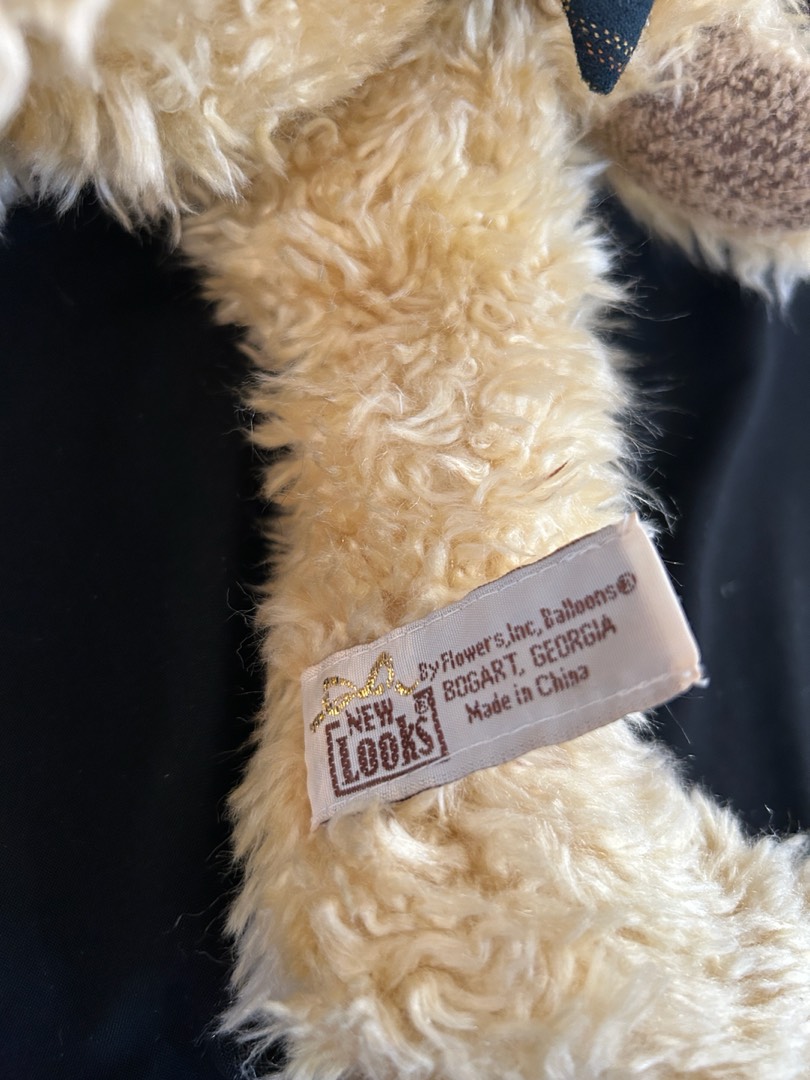 NEW
LOOKS®
By Flowers,Inc,Balloons®
BOGART, GEORGIA
Made in China